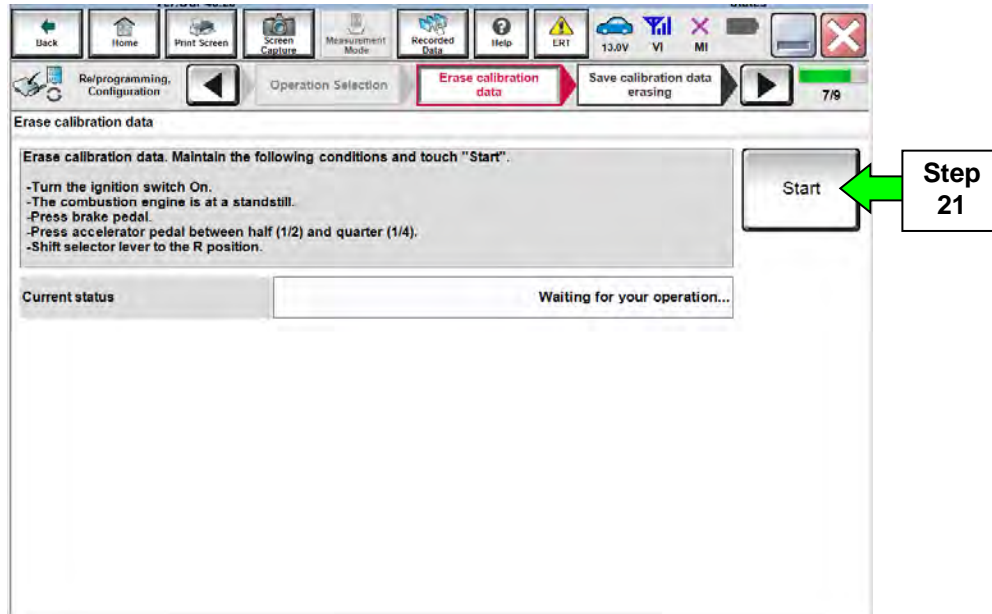 Back
Home
Print Screen
Screen
Capture
Measurement
Mode
Recorded
Data
Help
ERT
13.0V
VI
MI
Re/programming,
Configuration
Operation Selection
Erase calibration
data
Save calibration data
erasing
7/9
Erase calibration data
Erase calibration data. Maintain the following conditions and touch "Start".
-Turn the ignition switch On.
-The combustion engine is at a standstill.
-Press brake pedal.
-Press accelerator pedal between half (1/2) and quarter (1/4).
-Shift selector lever to the R position.
Start
Step
21
Current status
Waiting for your operation...